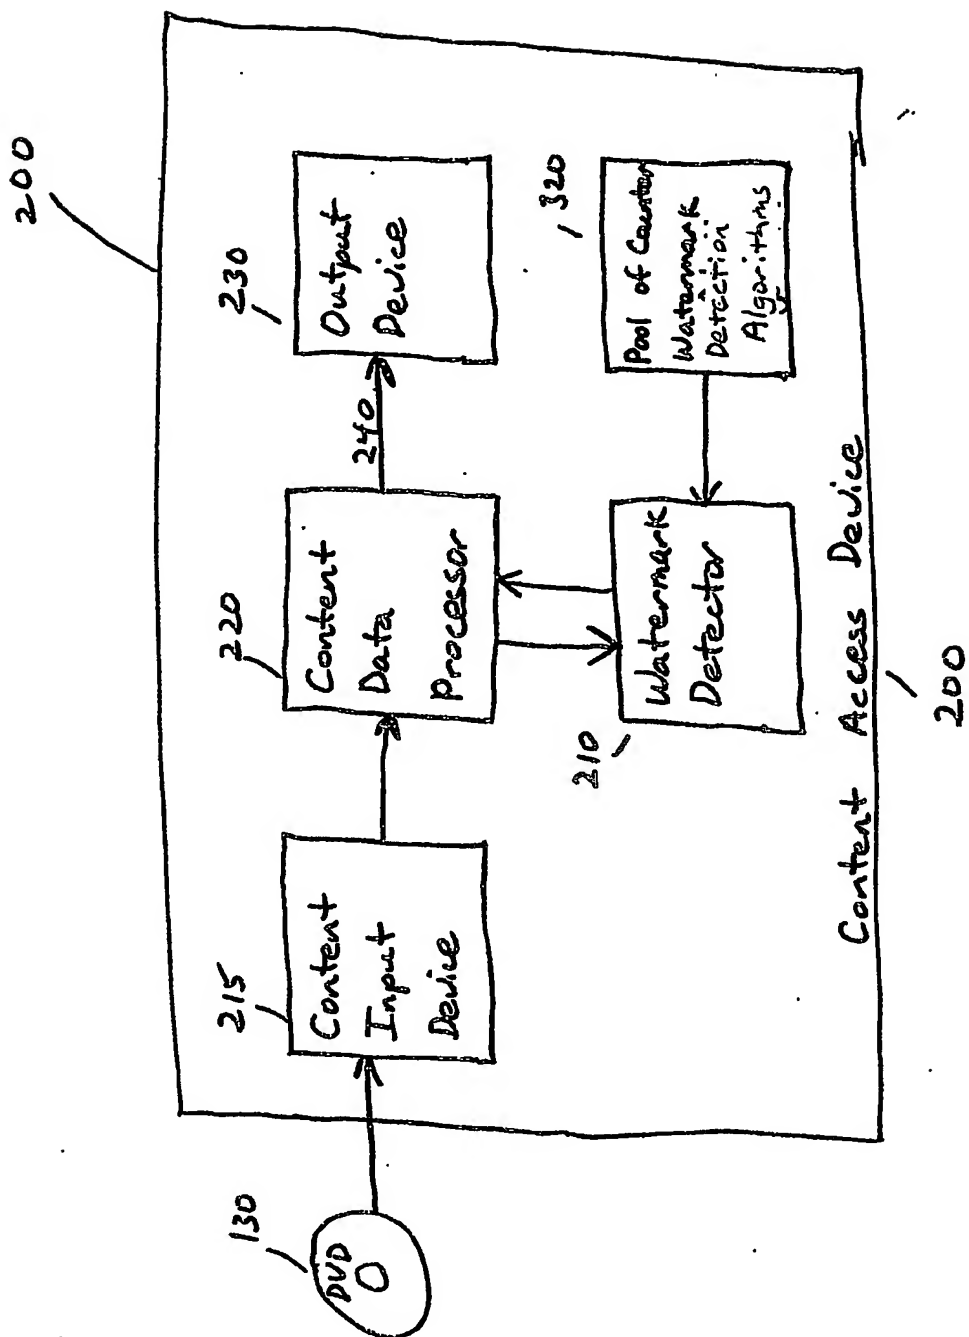 200
130
DVD
215
Content
Input
Device
220
Content
Data
Processor
240
230
Output
Device
210
Watermark
Detector
320
Pool of Counter
Watermark
Detection
Algorithms
Content Access Device
200